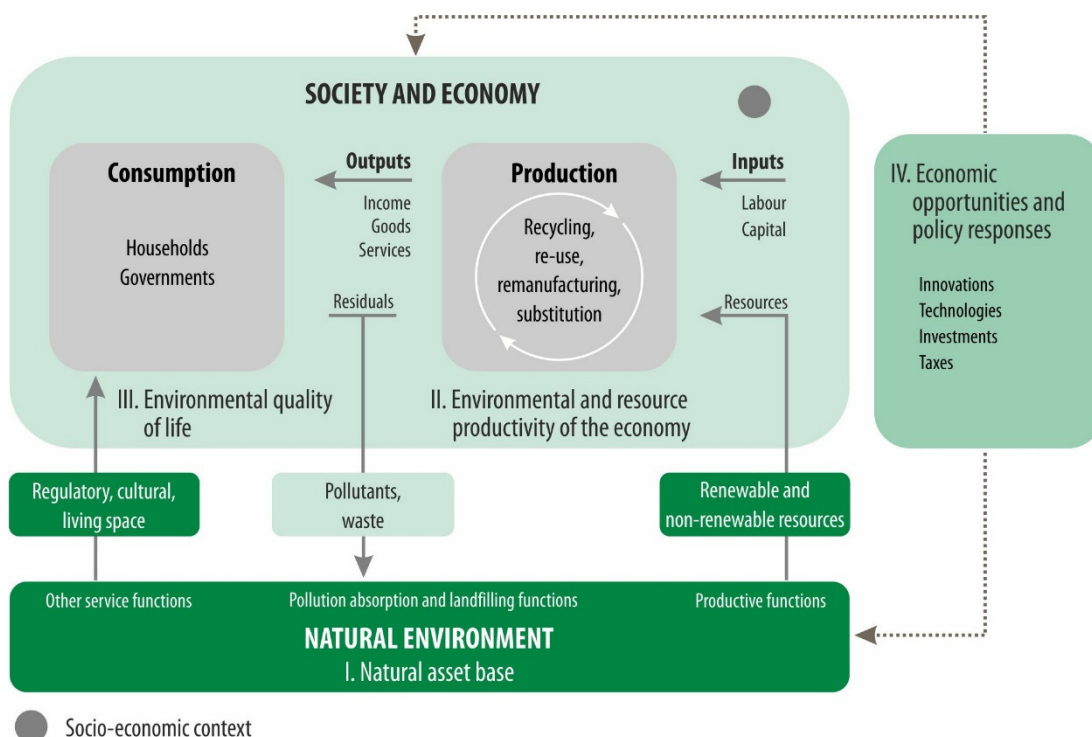 SOCIETY AND ECONOMY
Consumption
Households
Governments
Outputs
Income
Goods
Services
Residuals
Production
Recycling,
re-use,
remanufacturing,
substitution
Inputs
Labour
Capital
Resources
III. Environmental quality
of life
II. Environmental and resource
productivity of the economy
IV. Economic
opportunities and
policy responses
Innovations
Technologies
Investments
Taxes
Regulatory, cultural,
living space
Pollutants,
waste
Renewable and
non-renewable resources
Other service functions
Pollution absorption and landfilling functions
Productive functions
NATURAL ENVIRONMENT
I. Natural asset base
Socio-economic context